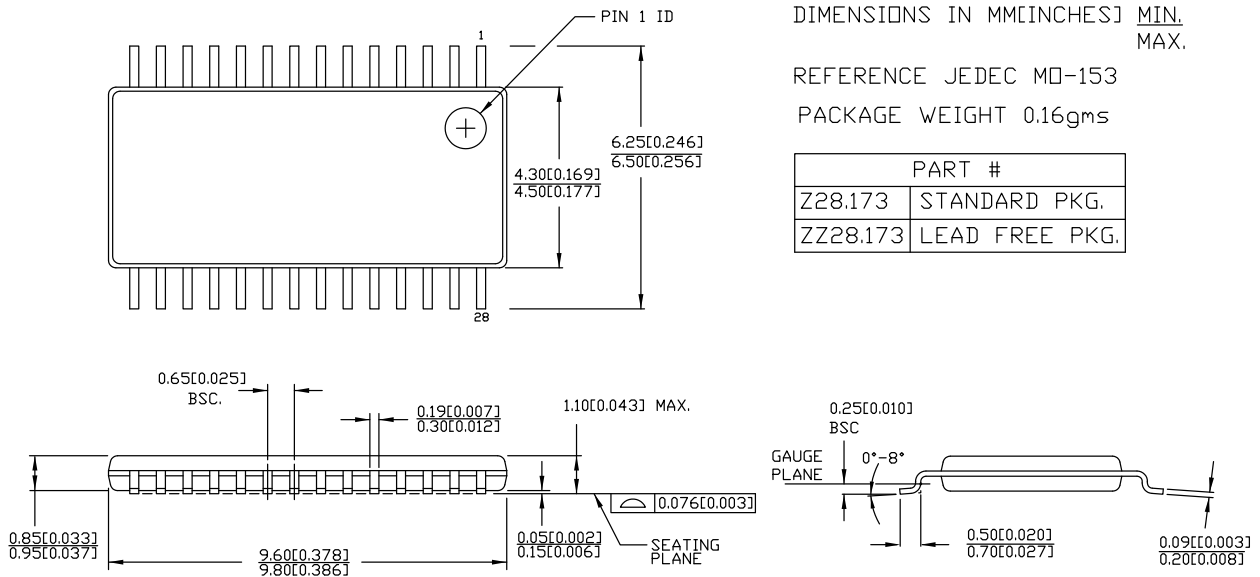 PIN 1 ID
1
28
6.25[0.246]
6.50[0.256]
4.30[0.169]
4.50[0.177]
DIMENSIONS IN MM[INCHES] MIN.
MAX.
REFERENCE JEDEC MO-153
PACKAGE WEIGHT 0.16gms
PART #
Z28.173 STANDARD PKG.
ZZ28.173 LEAD FREE PKG.
0.65[0.025]
BSC.
0.19[0.007]
0.30[0.012]
1.10[0.043] MAX.
0.85[0.033]
0.95[0.037]
9.60[0.378]
9.80[0.386]
0.05[0.002]
0.15[0.006]
0.076[0.003]
SEATING
PLANE
0.25[0.010]
BSC
GAUGE
PLANE
0°-8°
0.50[0.020]
0.70[0.027]
0.09[[0.003]
0.20[0.008]